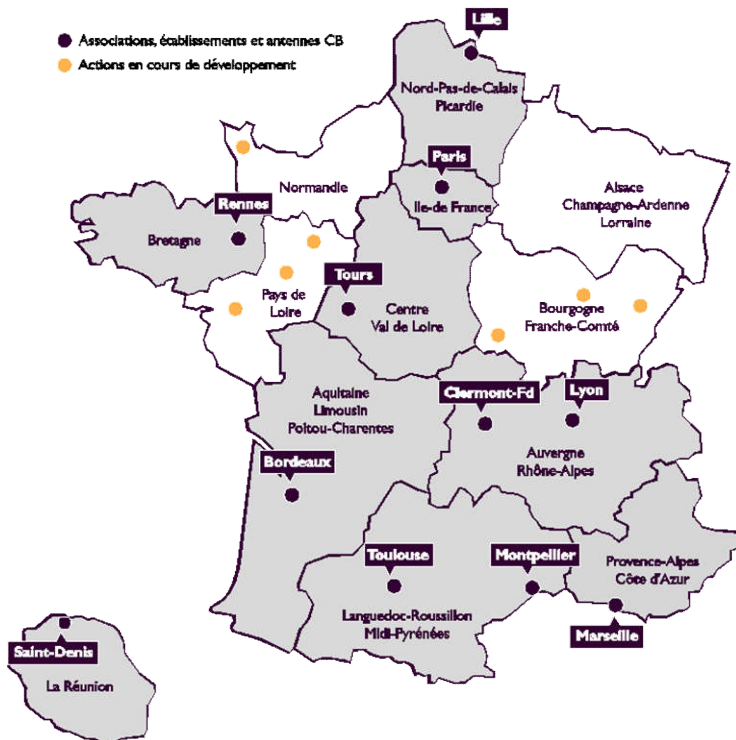 Lille
Associations, établissements et antennes CB
Actions en cours de développement
Nord-Pas-de-Calais
Picardie
Paris
Normandie
Ile-de France
Alsace
Champagne-Ardenne
Lorraine
Rennes
Bretagne
Tours
Pays de
Loire
Centre
Val de Loire
Bourgogne
Franche-Comté
Aquitaine
Limousin
Poitou-Charentes
Clermont-Fd
Lyon
Auvergne
Rhône-Alpes
Bordeaux
Toulouse
Montpellier
Provence-Alpes
Côte d'Azur
Languedoc-Roussillon
Midi-Pyrénées
Marseille
Saint-Denis
La Réunion